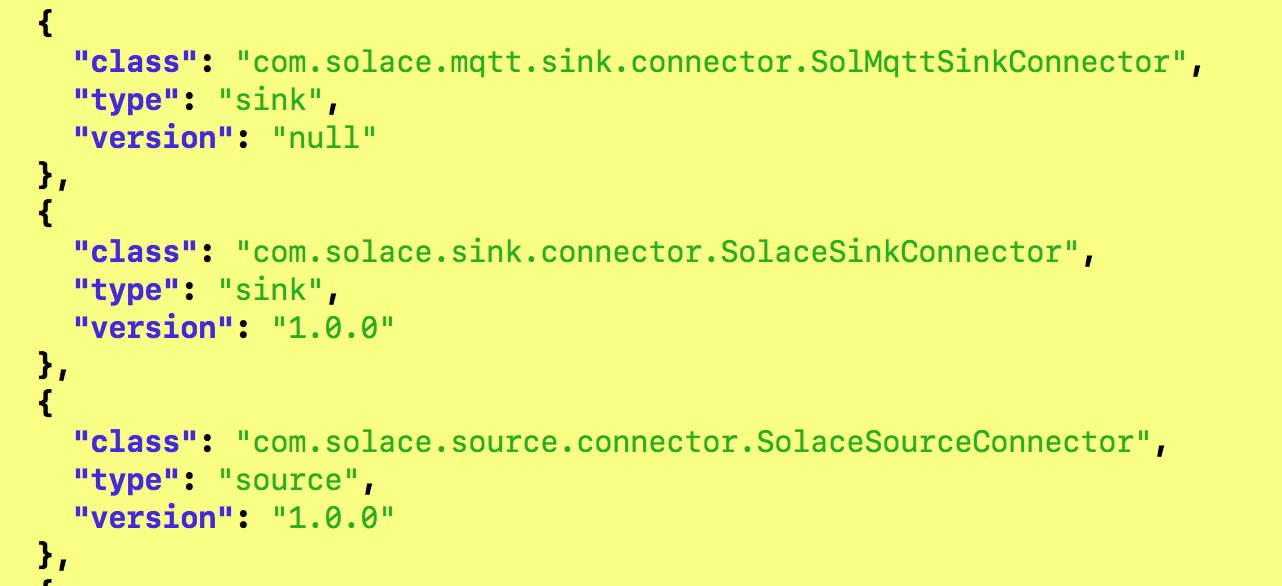 {
"class": "com.solace.mqtt.sink.connector.SolMqttSinkConnector",
"type": "sink",
"version": "null"
},
{
"class": "com.solace.sink.connector.SolaceSinkConnector",
"type": "sink",
"version": "1.0.0"
},
{
"class": "com.solace.source.connector.SolaceSourceConnector",
"type": "source",
"version": "1.0.0"
},
{